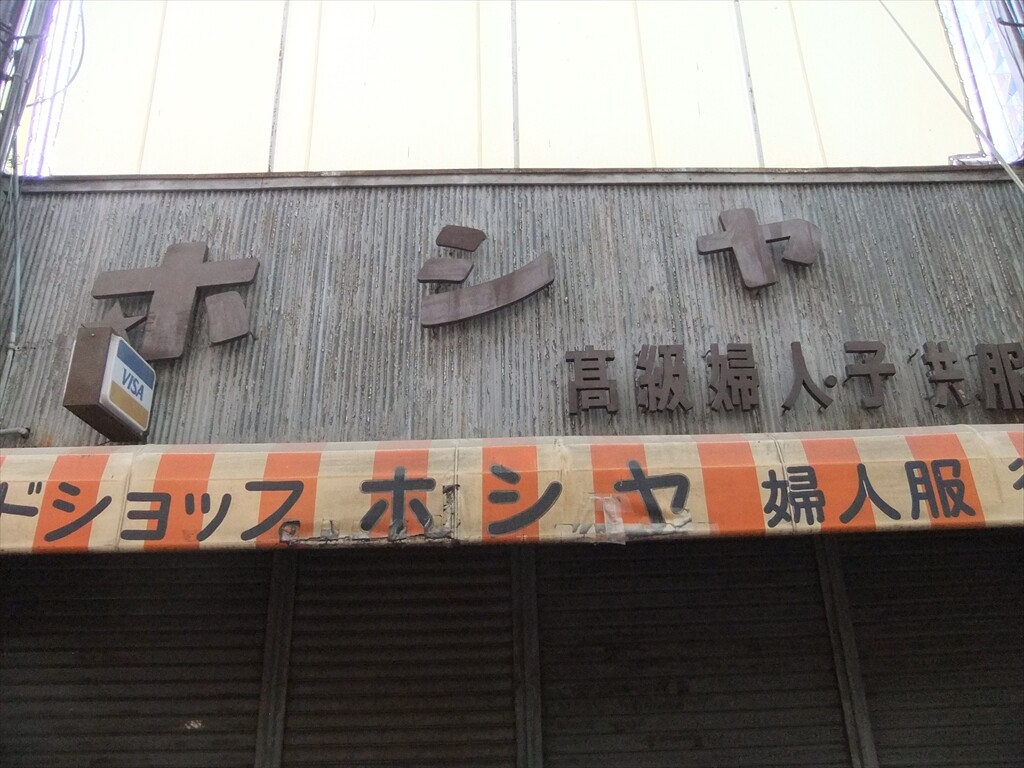 ホシヤ
VISA
高級婦人・子供服
ドショップ ホシヤ 婦人服